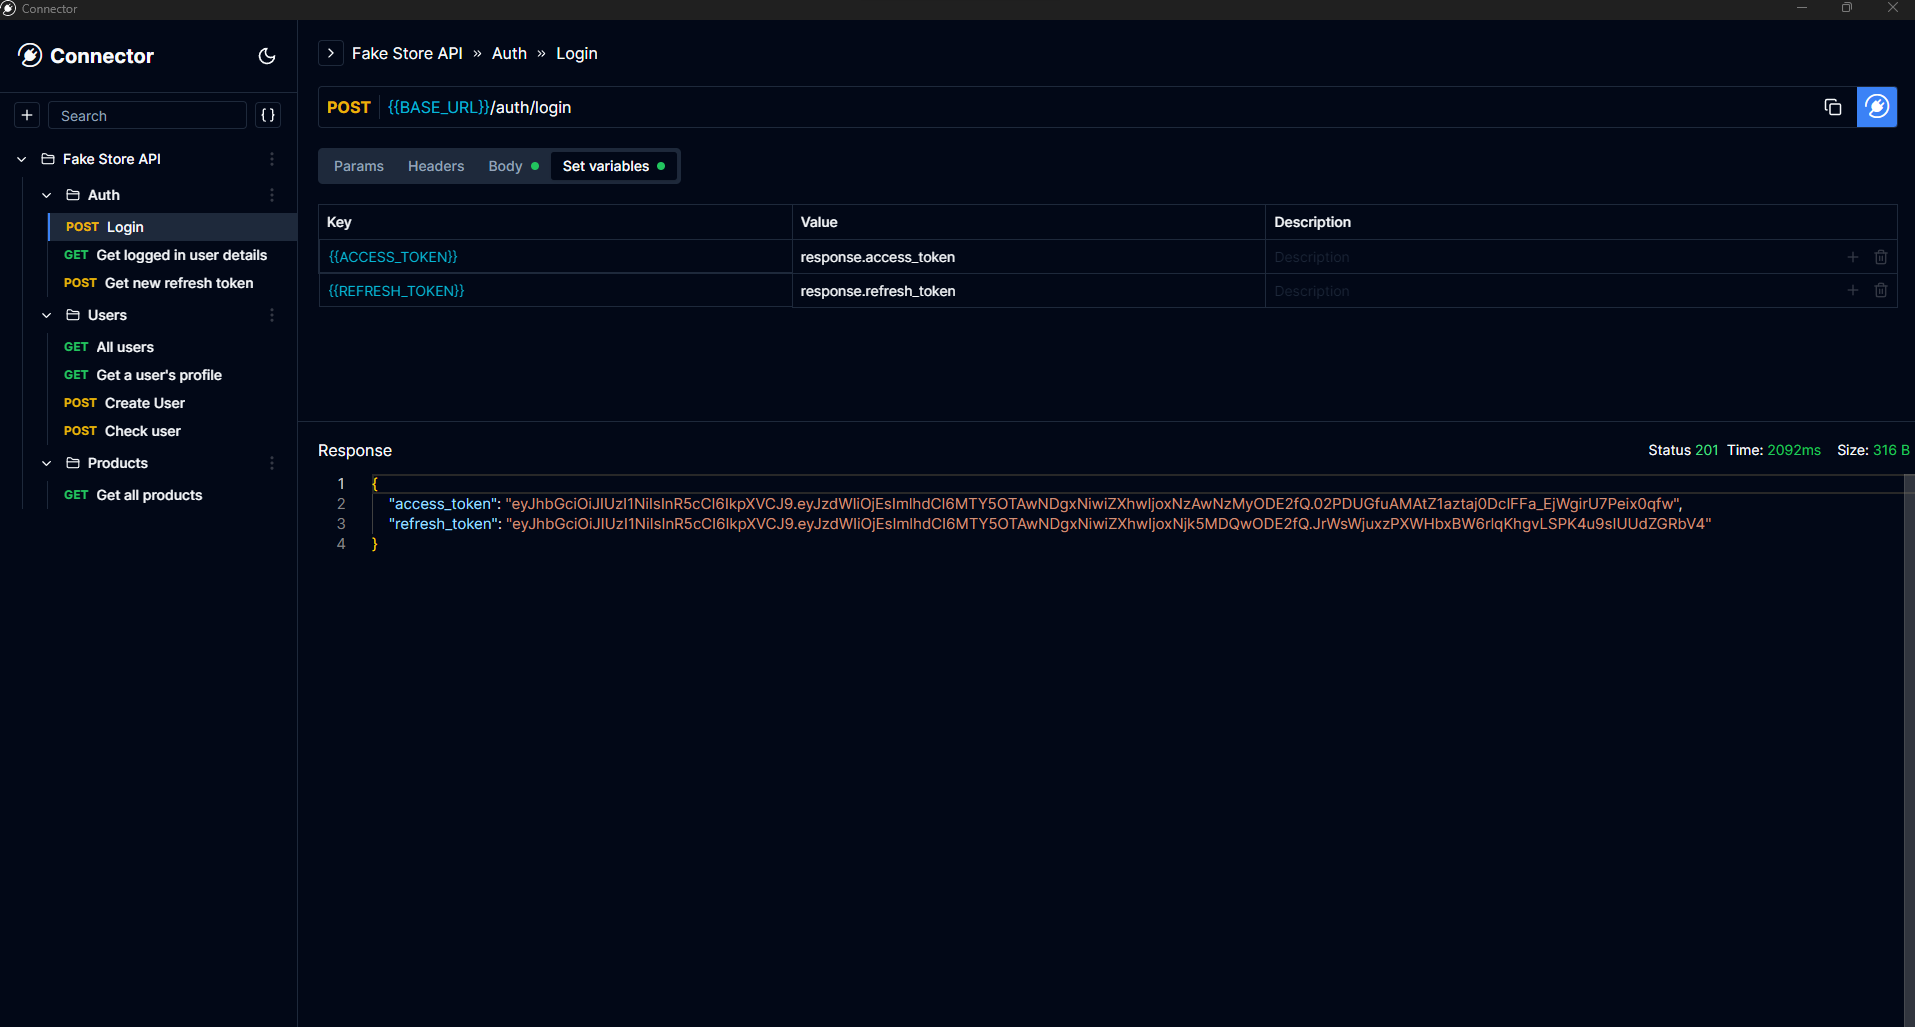 Connector
Connector
Search
{}
Fake Store API
Auth
POST Login
GET Get logged in user details
POST Get new refresh token
Users
GET All users
GET Get a user's profile
POST Create User
POST Check user
Products
GET Get all products
Fake Store API » Auth » Login
POST {{BASE_URL}}/auth/login
Params Headers Body Set variables
Key Value Description
{{ACCESS_TOKEN}} response.access_token Description
{{REFRESH_TOKEN}} response.refresh_token Description
Response Status 201 Time: 2092ms Size: 316 B
1 {
2 "access_token": "eyJhbGciOiJIUzI1NiIsInR5cCI6IkpXVCJ9.eyJzdWIiOjEsImlhdCI6MTY5OTAwNDgxNiwiZXhwIjoxNzAwNzMyODE2fQ.02PDUGfuAMAtZ1aztaj0DcIFFa_EjWgirU7Peix0qfw",
3 "refresh_token": "eyJhbGciOiJIUzI1NiIsInR5cCI6IkpXVCJ9.eyJzdWIiOjEsImlhdCI6MTY5OTAwNDgxNiwiZXhwIjoxNjk5MDQwODE2fQ.JrWsWjuxzPXWHbxBW6rlqKhgvLSPK4u9sIUUdZGRbV4"
4 }